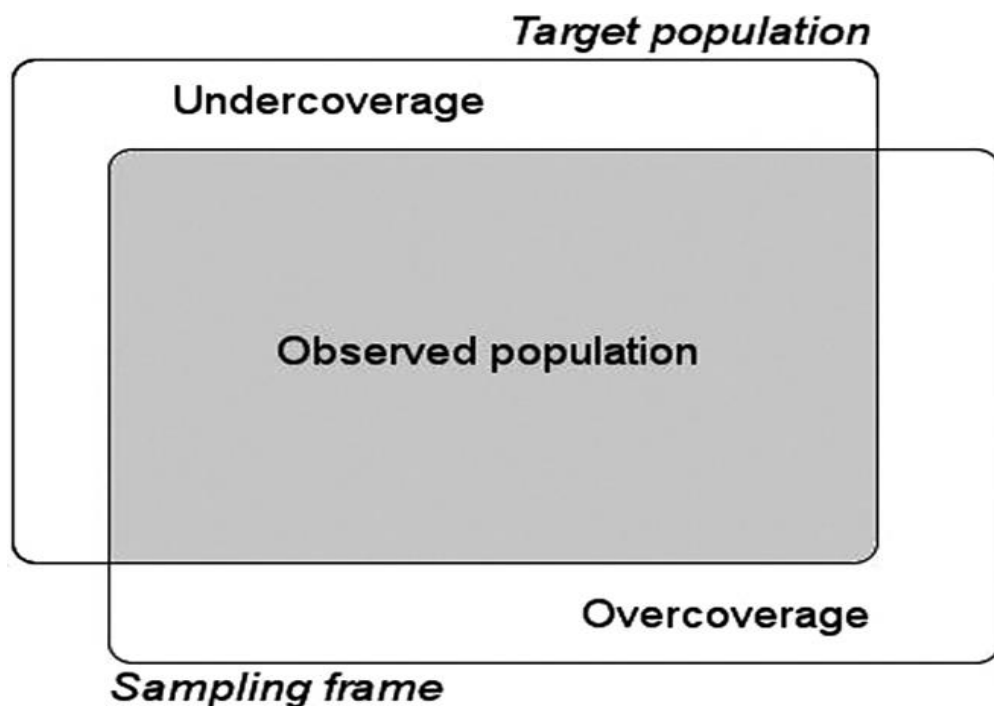 Target population
Undercoverage
Observed population
Overcoverage
Sampling frame